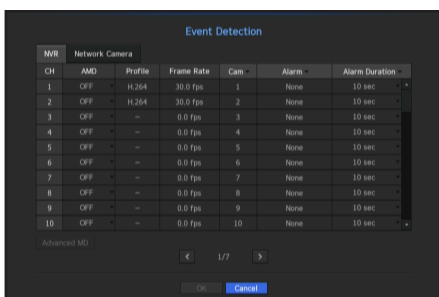 Event Detection
NVR Network Camera
CH AMD Profile Frame Rate Cam Alarm Alarm Duration
1 OFF H.264 30.0 fps 1 None 10 sec
2 OFF H.264 30.0 fps 2 None 10 sec
3 OFF – 0.0 fps 3 None 10 sec
4 OFF – 0.0 fps 4 None 10 sec
5 OFF – 0.0 fps 5 None 10 sec
6 OFF – 0.0 fps 6 None 10 sec
7 OFF – 0.0 fps 7 None 10 sec
8 OFF – 0.0 fps 8 None 10 sec
9 OFF – 0.0 fps 9 None 10 sec
10 OFF – 0.0 fps 10 None 10 sec
Advanced MD
< 1/7 >
OK Cancel